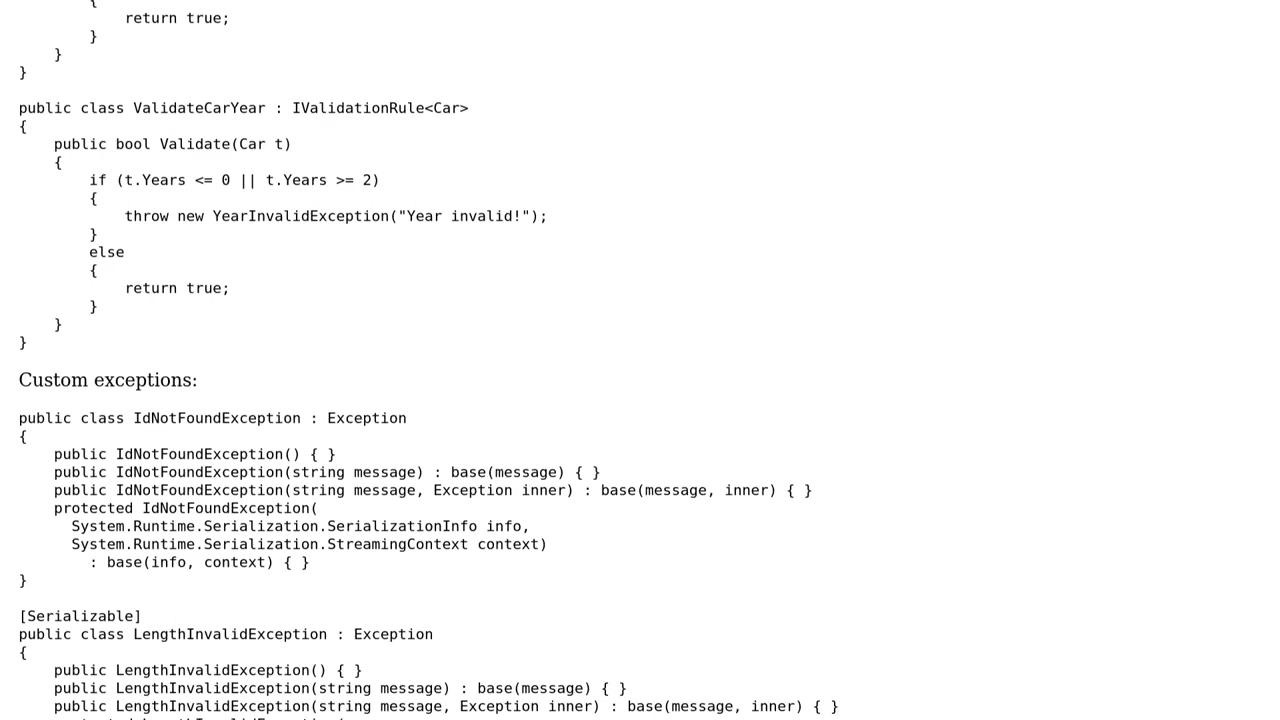 {
            return true;
        }
    }
}

public class ValidateCarYear : IValidationRule<Car>
{
    public bool Validate(Car t)
    {
        if (t.Years <= 0 || t.Years >= 2)
        {
            throw new YearInvalidException("Year invalid!");
        }
        else
        {
            return true;
        }
    }
}

Custom exceptions:

public class IdNotFoundException : Exception
{
    public IdNotFoundException() { }
    public IdNotFoundException(string message) : base(message) { }
    public IdNotFoundException(string message, Exception inner) : base(message, inner) { }
    protected IdNotFoundException(
      System.Runtime.Serialization.SerializationInfo info,
      System.Runtime.Serialization.StreamingContext context)
        : base(info, context) { }
}

[Serializable]
public class LengthInvalidException : Exception
{
    public LengthInvalidException() { }
    public LengthInvalidException(string message) : base(message) { }
    public LengthInvalidException(string message, Exception inner) : base(message, inner) { }